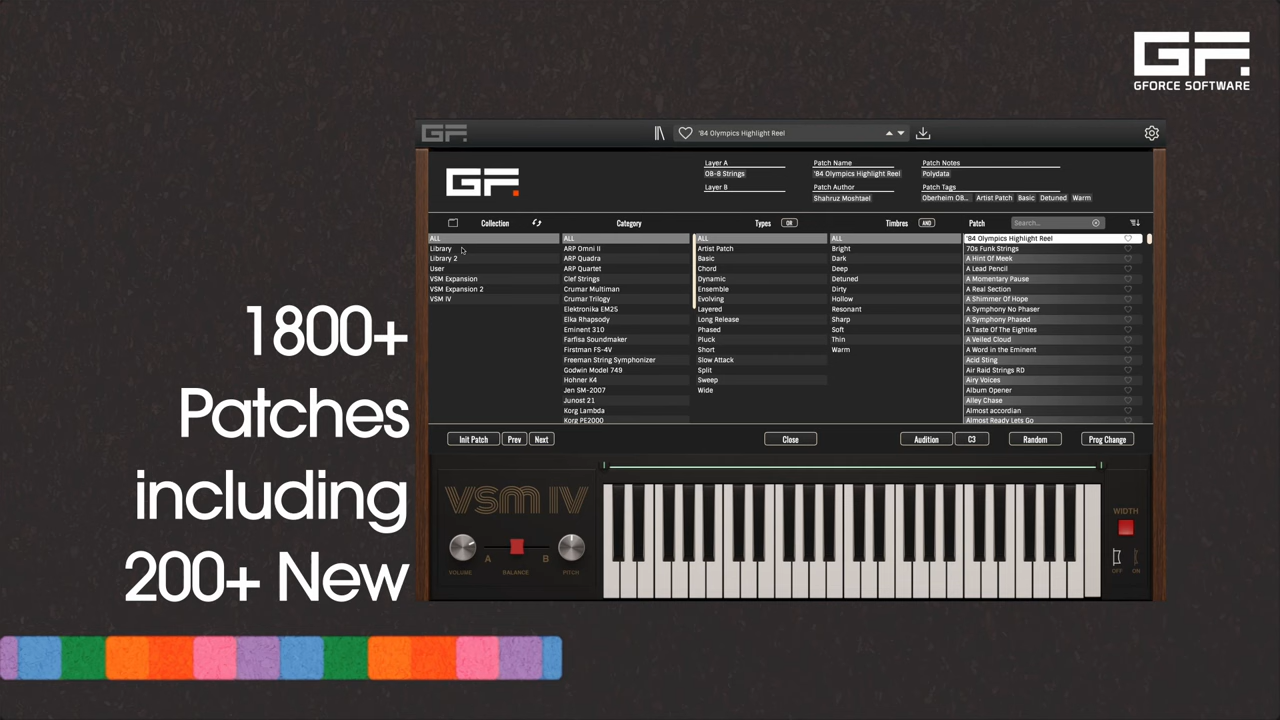 GF.
GFORCE SOFTWARE
GF.
'84 Olympics Highlight Reel
GF.
Layer A
OB-8 Strings
Layer B
Patch Name
'84 Olympics Highlight Reel
Patch Author
Shahruz Moshtael
Patch Notes
Polydata
Patch Tags
Oberheim OB... Artist Patch Basic Detuned Warm
Collection
Category
Types OR
Timbres AND
Patch
Search...
ALL
Library
Library 2
User
VSM Expansion
VSM Expansion 2
VSM IV
ALL
ARP Omni II
ARP Quadra
ARP Quartet
Clef Strings
Crumar Multiman
Crumar Trilogy
Elektronika EM25
Elka Rhapsody
Eminent 310
Farfisa Soundmaker
Firstman FS-4V
Freeman String Symphonizer
Godwin Model 749
Hohner K4
Jen SM-2007
Junost 21
Korg Lambda
Korg PE2000
ALL
Artist Patch
Basic
Chord
Dynamic
Ensemble
Evolving
Layered
Long Release
Phased
Pluck
Short
Slow Attack
Split
Sweep
Wide
ALL
Bright
Dark
Deep
Detuned
Dirty
Hollow
Resonant
Sharp
Soft
Thin
Warm
'84 Olympics Highlight Reel
70s Funk Strings
A Hint Of Meek
A Lead Pencil
A Momentary Pause
A Real Section
A Shimmer Of Hope
A Symphony No Phaser
A Symphony Phased
A Taste Of The Eighties
A Veiled Cloud
A Word in the Eminent
Acid Sting
Air Raid Strings RD
Airy Voices
Album Opener
Alley Chase
Almost accordian
Almost Ready Lets Go
Init Patch Prev Next
Close
Audition C3 Random Prog Change
VSM IV
A B
VOLUME BALANCE PITCH
WIDTH
OFF ON
1800+
Patches
including
200+ New